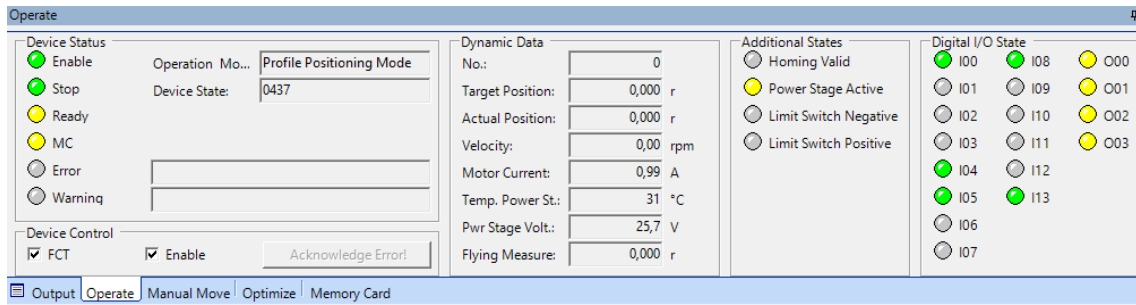 Operate
Device Status
Enable
Operation Mo... Profile Positioning Mode
Stop
Device State: 0437
Ready
MC
Error
Warning
Device Control
FCT
Enable
Acknowledge Error!
Dynamic Data
No.: 0
Target Position: 0,000 r
Actual Position: 0,000 r
Velocity: 0,00 rpm
Motor Current: 0,99 A
Temp. Power St.: 31 °C
Pwr Stage Volt.: 25,7 V
Flying Measure: 0,000 r
Additional States
Homing Valid
Power Stage Active
Limit Switch Negative
Limit Switch Positive
Digital I/O State
I00 I08 O00
I01 I09 O01
I02 I10 O02
I03 I11 O03
I04 I12
I05 I13
I06
I07
Output Operate Manual Move Optimize Memory Card